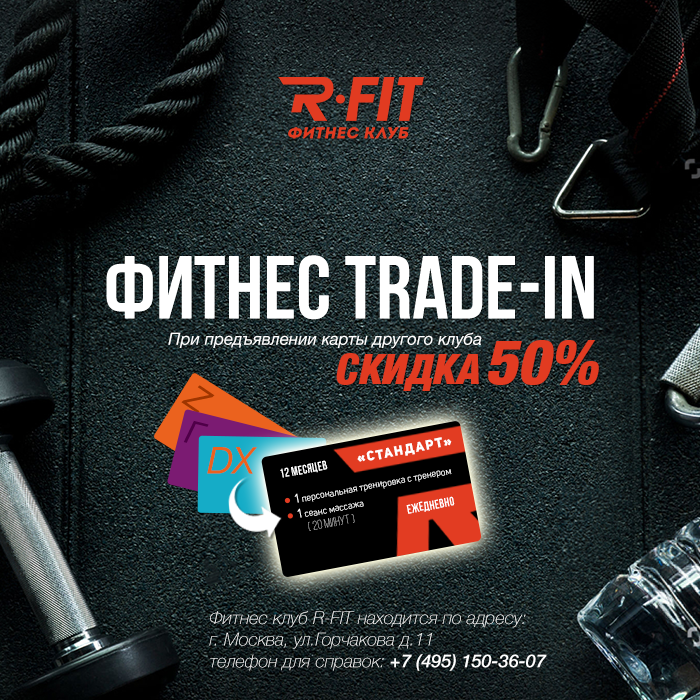 R·FIT
ФИТНЕС КЛУБ
ФИТНЕС TRADE-IN
При предъявлении карты другого клуба
СКИДКА 50%
Z
Г
DX
12 МЕСЯЦЕВ
«СТАНДАРТ»
1 персональная тренировка с тренером
1 сеанс массажа
( 20 МИНУТ )
ЕЖЕДНЕВНО
Фитнес клуб R-FIT находится по адресу:
г. Москва, ул.Горчакова д.11
телефон для справок: +7 (495) 150-36-07